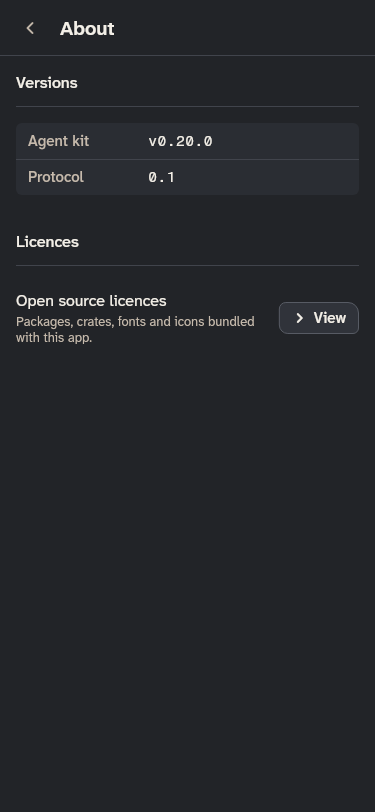 About
Versions
Agent kit v0.20.0
Protocol 0.1
Licences
Open source licences
Packages, crates, fonts and icons bundled
with this app.
View